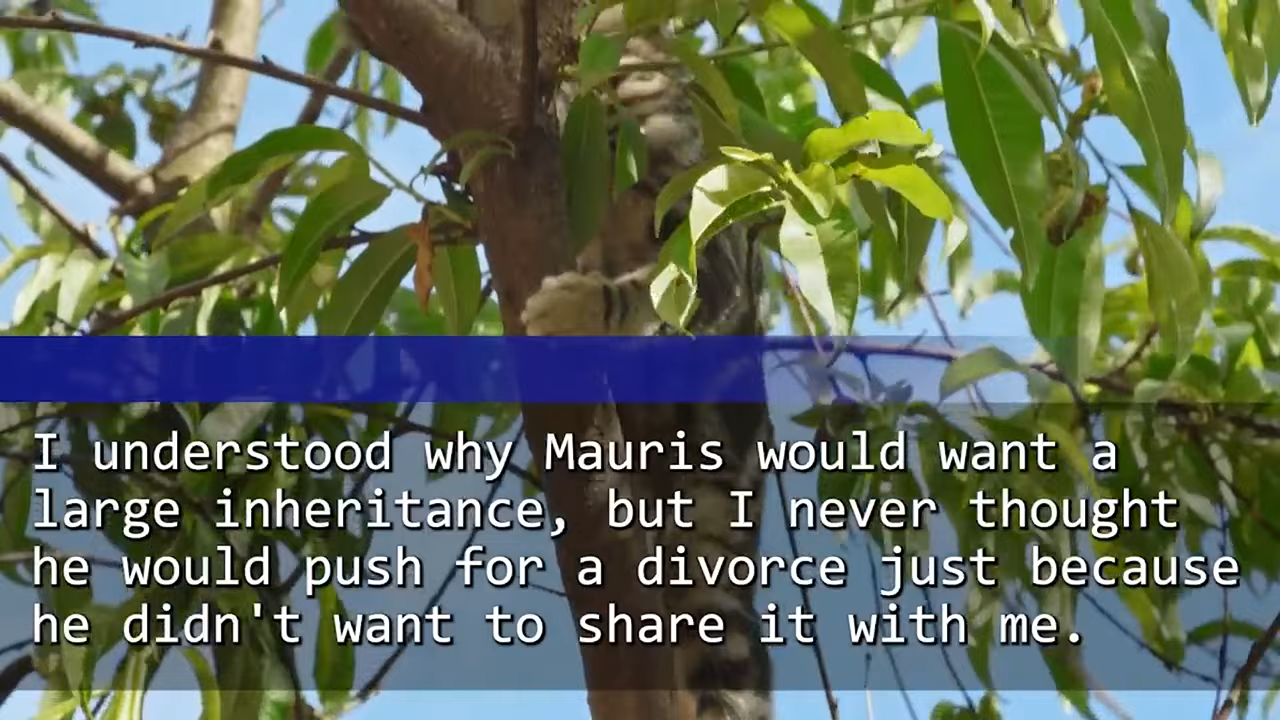 I understood why Mauris would want a
large inheritance, but I never thought
he would push for a divorce just because
he didn't want to share it with me.